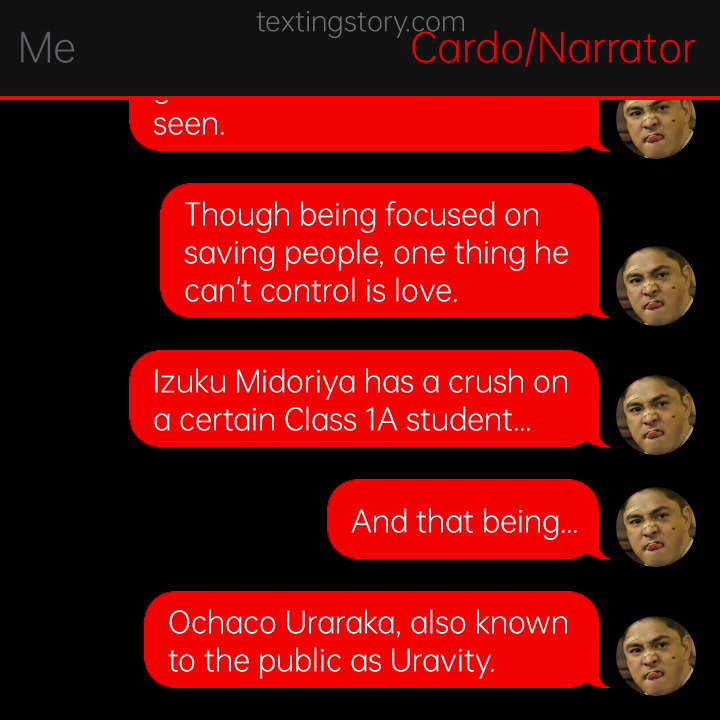 textingstory.com
Me
Cardo/Narrator
seen.
Though being focused on
saving people, one thing he
can't control is love.
Izuku Midoriya has a crush on
a certain Class 1A student...
And that being...
Ochaco Uraraka, also known
to the public as Uravity.